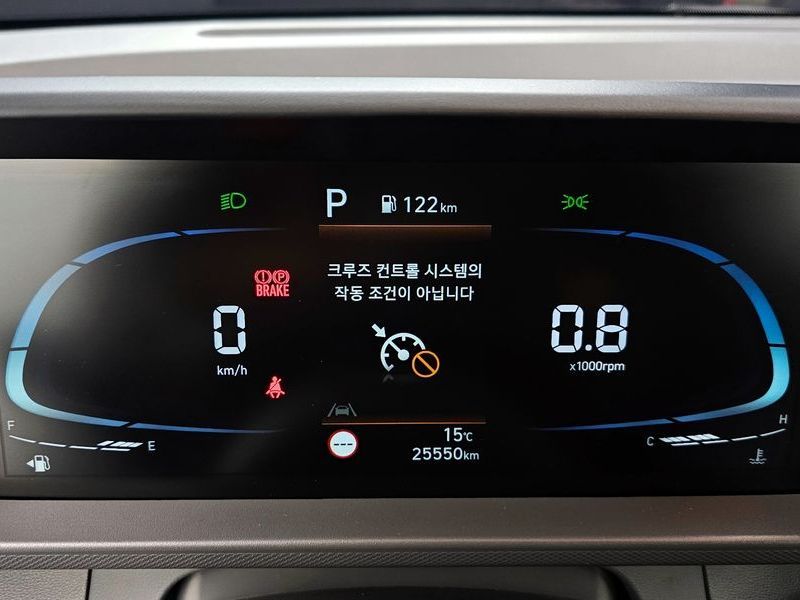 P 122km
크루즈 컨트롤 시스템의
작동 조건이 아닙니다
BRAKE
0
km/h
0.8
x1000rpm
F E
---
15℃
25550km
C H